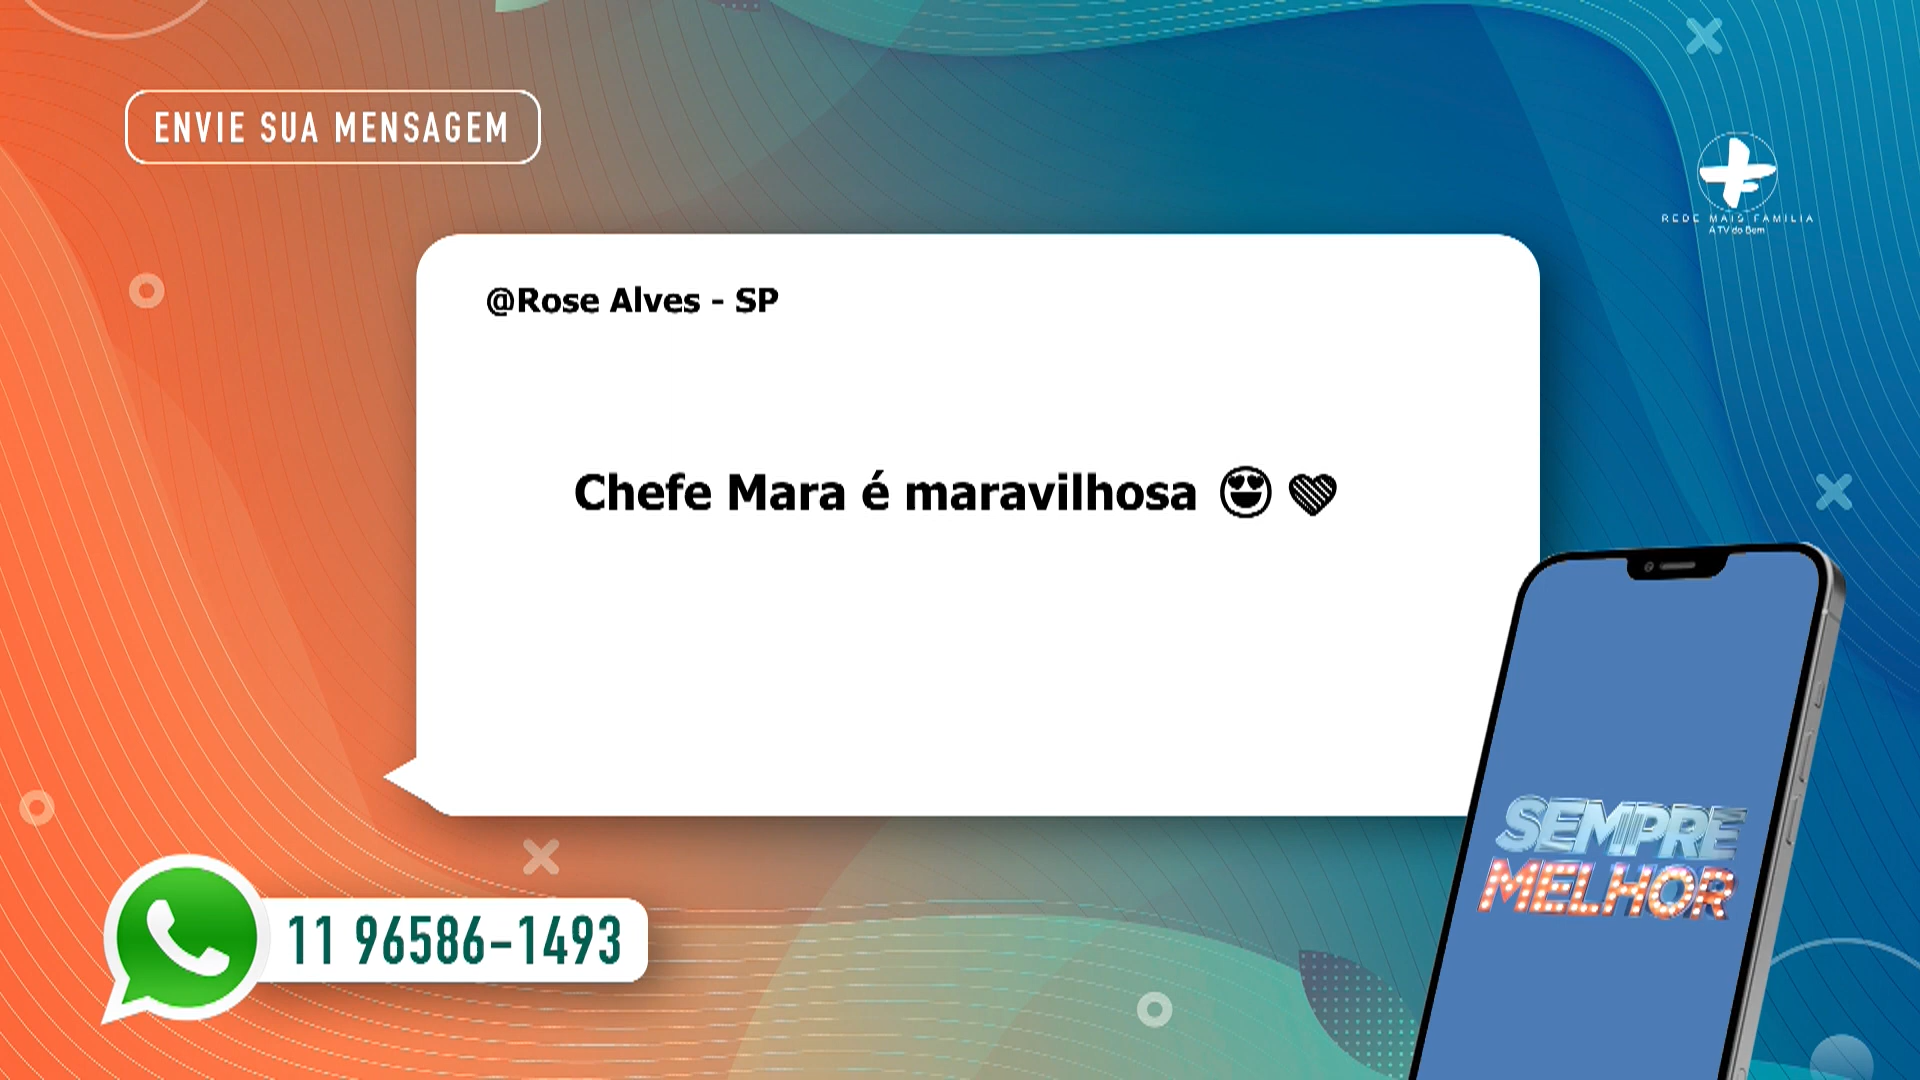 ENVIE SUA MENSAGEM
REDE MAIS FAMILIA
A TV do Bem
@Rose Alves - SP
Chefe Mara é maravilhosa 😍 💜
SEMPRE
MELHOR
11 96586-1493